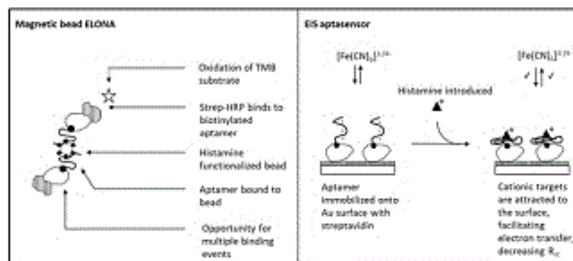 Magnetic bead ELONA
Oxidation of TMB
substrate
Strep-HRP binds to
biotinylated aptamer
Histamine
functionalized bead
Aptamer bound to
bead
Opportunity for
multiple binding
events
EIS aptasensor
[Fe(CN)₆]³⁻/⁴⁻
[Fe(CN)₆]³⁻/⁴⁻
Histamine introduced
Aptamer
immobilized onto
Au surface with
streptavidin
Cationic targets
are attracted to
the surface,
facilitating
electron transfer,
decreasing